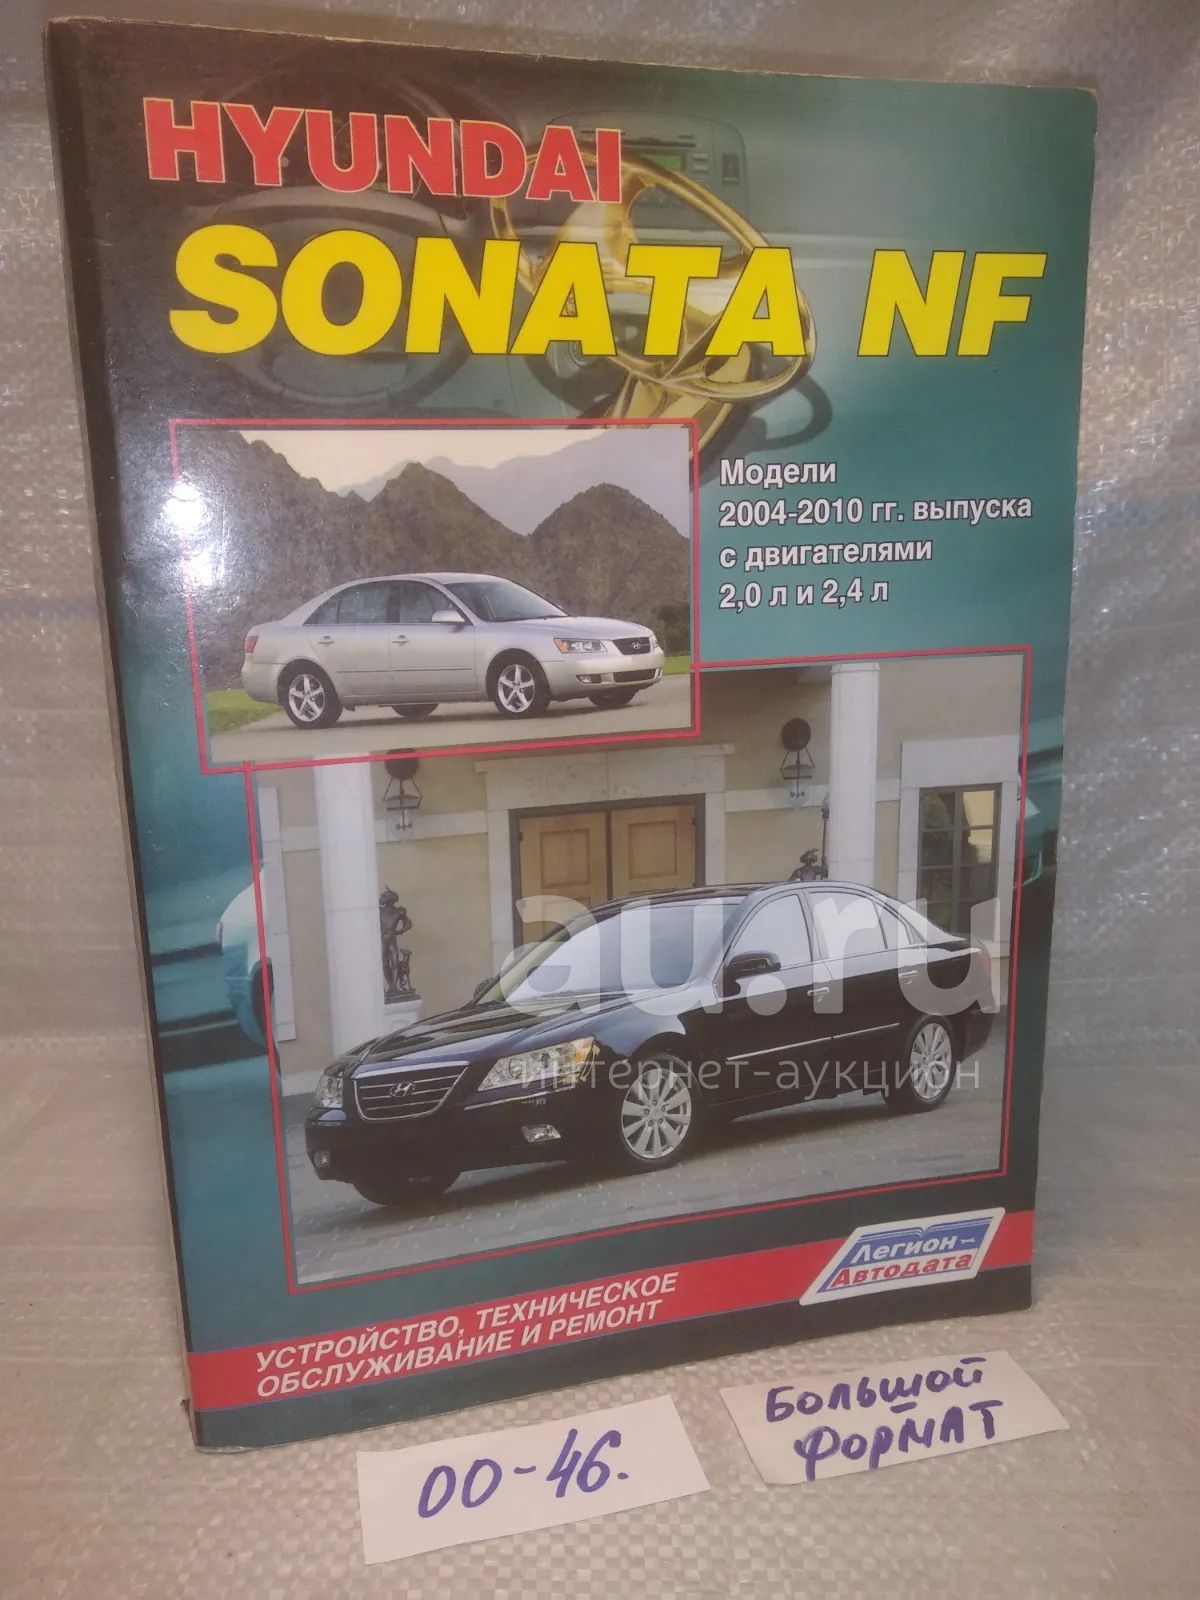 HYUNDAI
SONATA NF
Модели
2004-2010 гг. выпуска
с двигателями
2,0 л и 2,4 л
au.ru
интернет-аукцион
Легион-
Автодата
УСТРОЙСТВО, ТЕХНИЧЕСКОЕ
ОБСЛУЖИВАНИЕ И РЕМОНТ
00-46.
БОЛЬШОЙ
ФОРМАТ